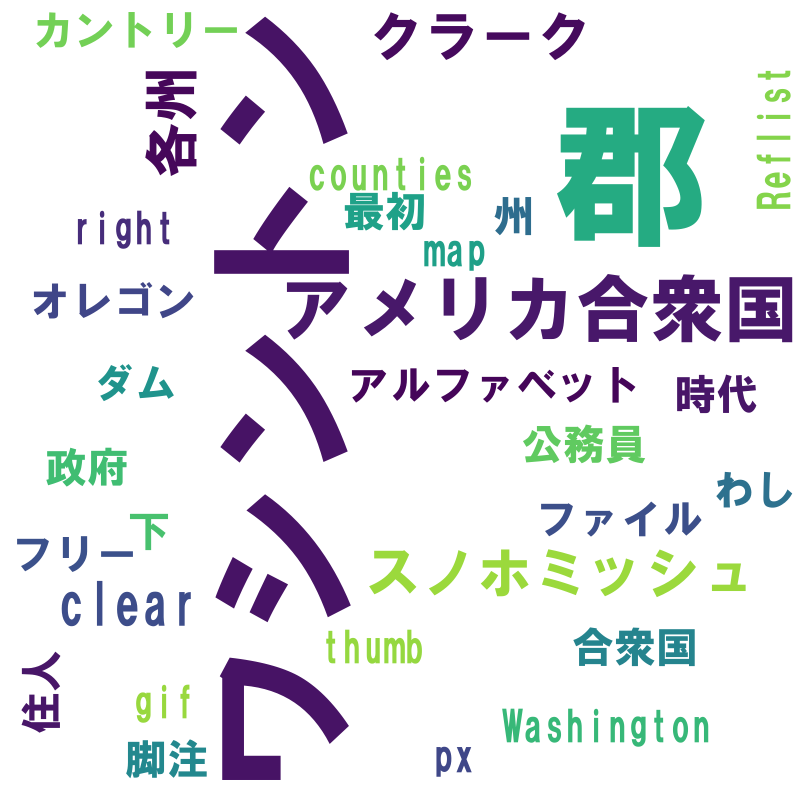 カントリー
クラーク
ワシントン
各州
郡
Reflist
counties
最初
州
right
map
オレゴン
アメリカ合衆国
ダム
アルファベット
時代
公務員
政府
わし
下
ファイル
フリー
スノホミッシュ
clear
thumb
合衆国
住人
gif
Washington
脚注
px